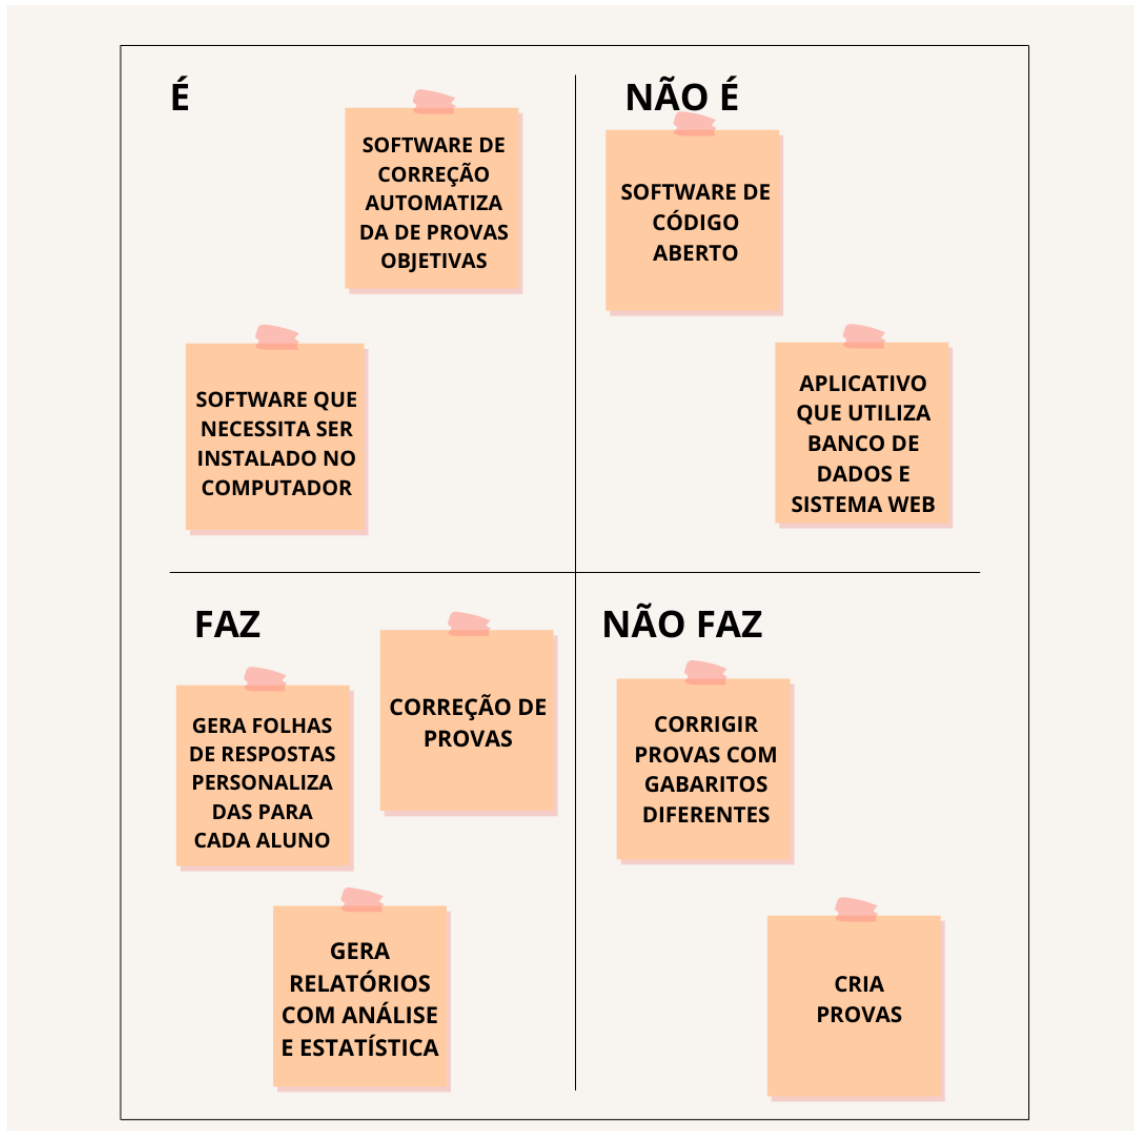 É
SOFTWARE DE
CORREÇÃO
AUTOMATIZA
DA DE PROVAS
OBJETIVAS
SOFTWARE QUE
NECESSITA SER
INSTALADO NO
COMPUTADOR
NÃO É
SOFTWARE DE
CÓDIGO
ABERTO
APLICATIVO
QUE UTILIZA
BANCO DE
DADOS E
SISTEMA WEB
FAZ
CORREÇÃO DE
PROVAS
GERA FOLHAS
DE RESPOSTAS
PERSONALIZA
DAS PARA
CADA ALUNO
GERA
RELATÓRIOS
COM ANÁLISE
E ESTATÍSTICA
NÃO FAZ
CORRIGIR
PROVAS COM
GABARITOS
DIFERENTES
CRIA
PROVAS